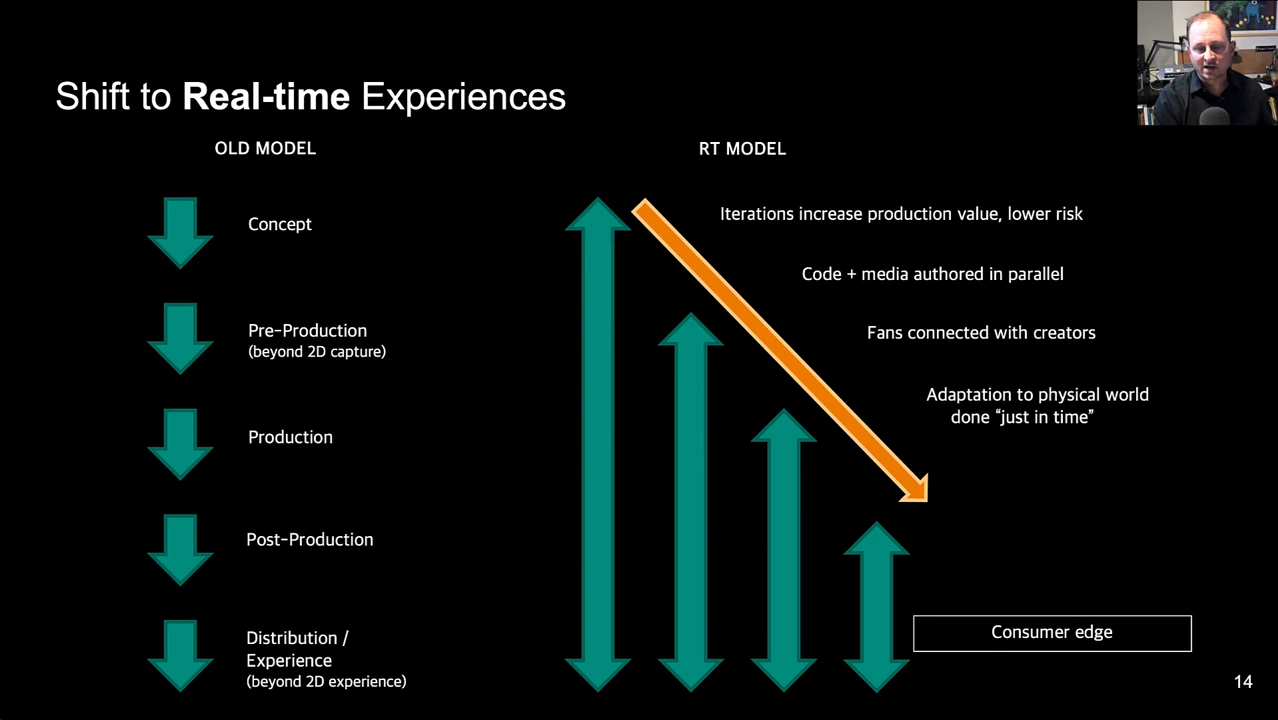 Shift to Real-time Experiences
OLD MODEL
Concept
Pre-Production
(beyond 2D capture)
Production
Post-Production
Distribution /
Experience
(beyond 2D experience)
RT MODEL
Iterations increase production value, lower risk
Code + media authored in parallel
Fans connected with creators
Adaptation to physical world
done “just in time”
Consumer edge
14